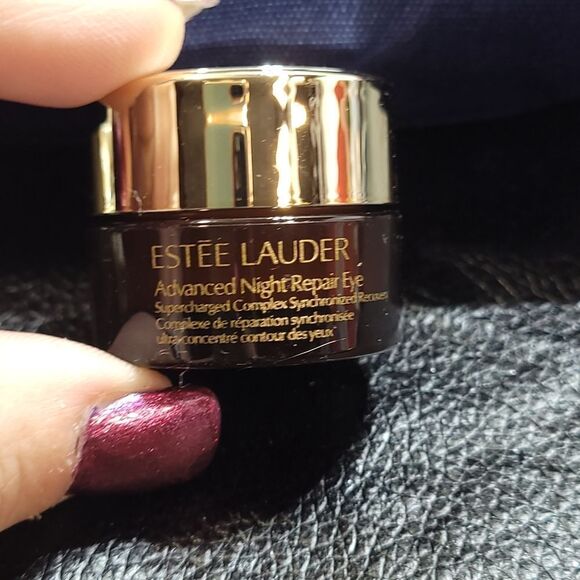 ESTĒE LAUDER
Advanced Night Repair Eye
Supercharged Complex Synchronized Recovery
Complexe de réparation synchronisée
ultra-concentré contour des yeux